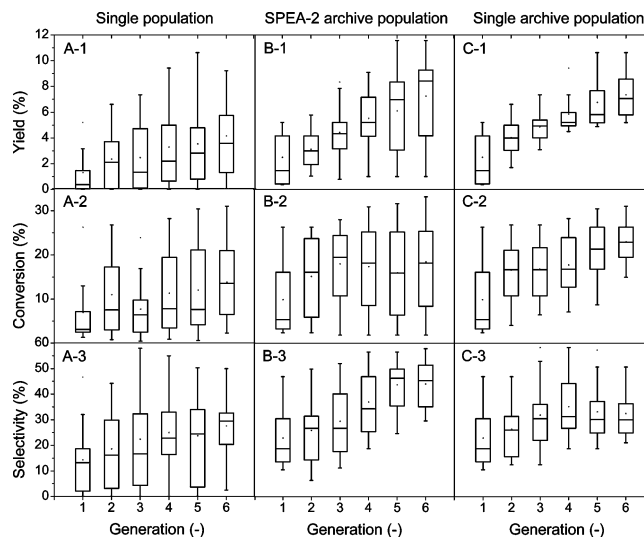 Single population SPEA-2 archive population Single archive population
12
10
8
6
4
2
0
Yield (%)
A-1 B-1 C-1
30
20
10
Conversion (%)
A-2 B-2 C-2
60
50
40
30
20
10
0
Selectivity (%)
A-3 B-3 C-3
1 2 3 4 5 6 1 2 3 4 5 6 1 2 3 4 5 6
Generation (-) Generation (-) Generation (-)